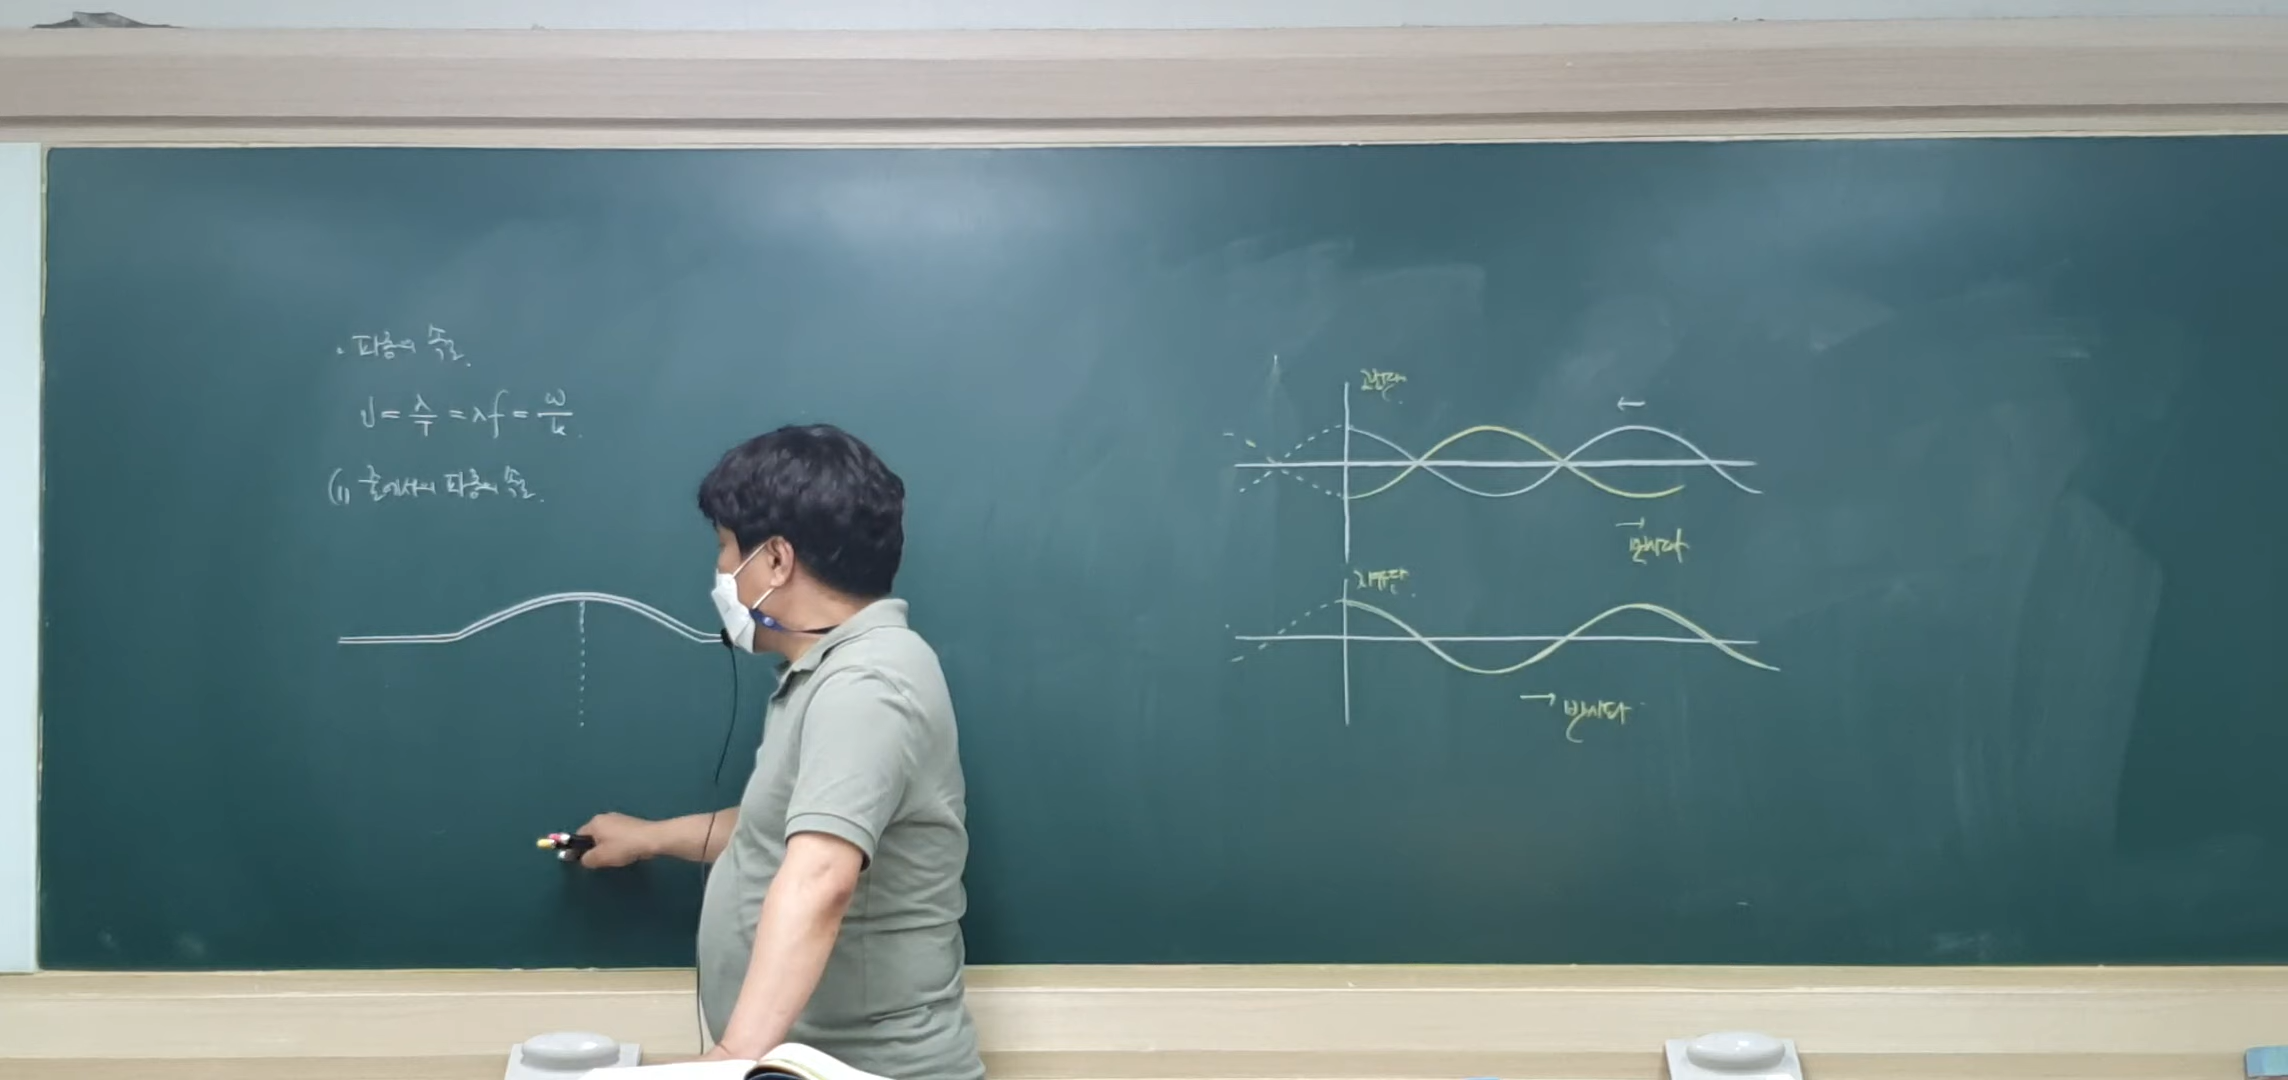 · 파동의 속도.
v = λ/T = λf = ω/k.
(1) 줄에서의 파동의 속도.
고정단.
←
→
반사파
자유단.
→ 반사파